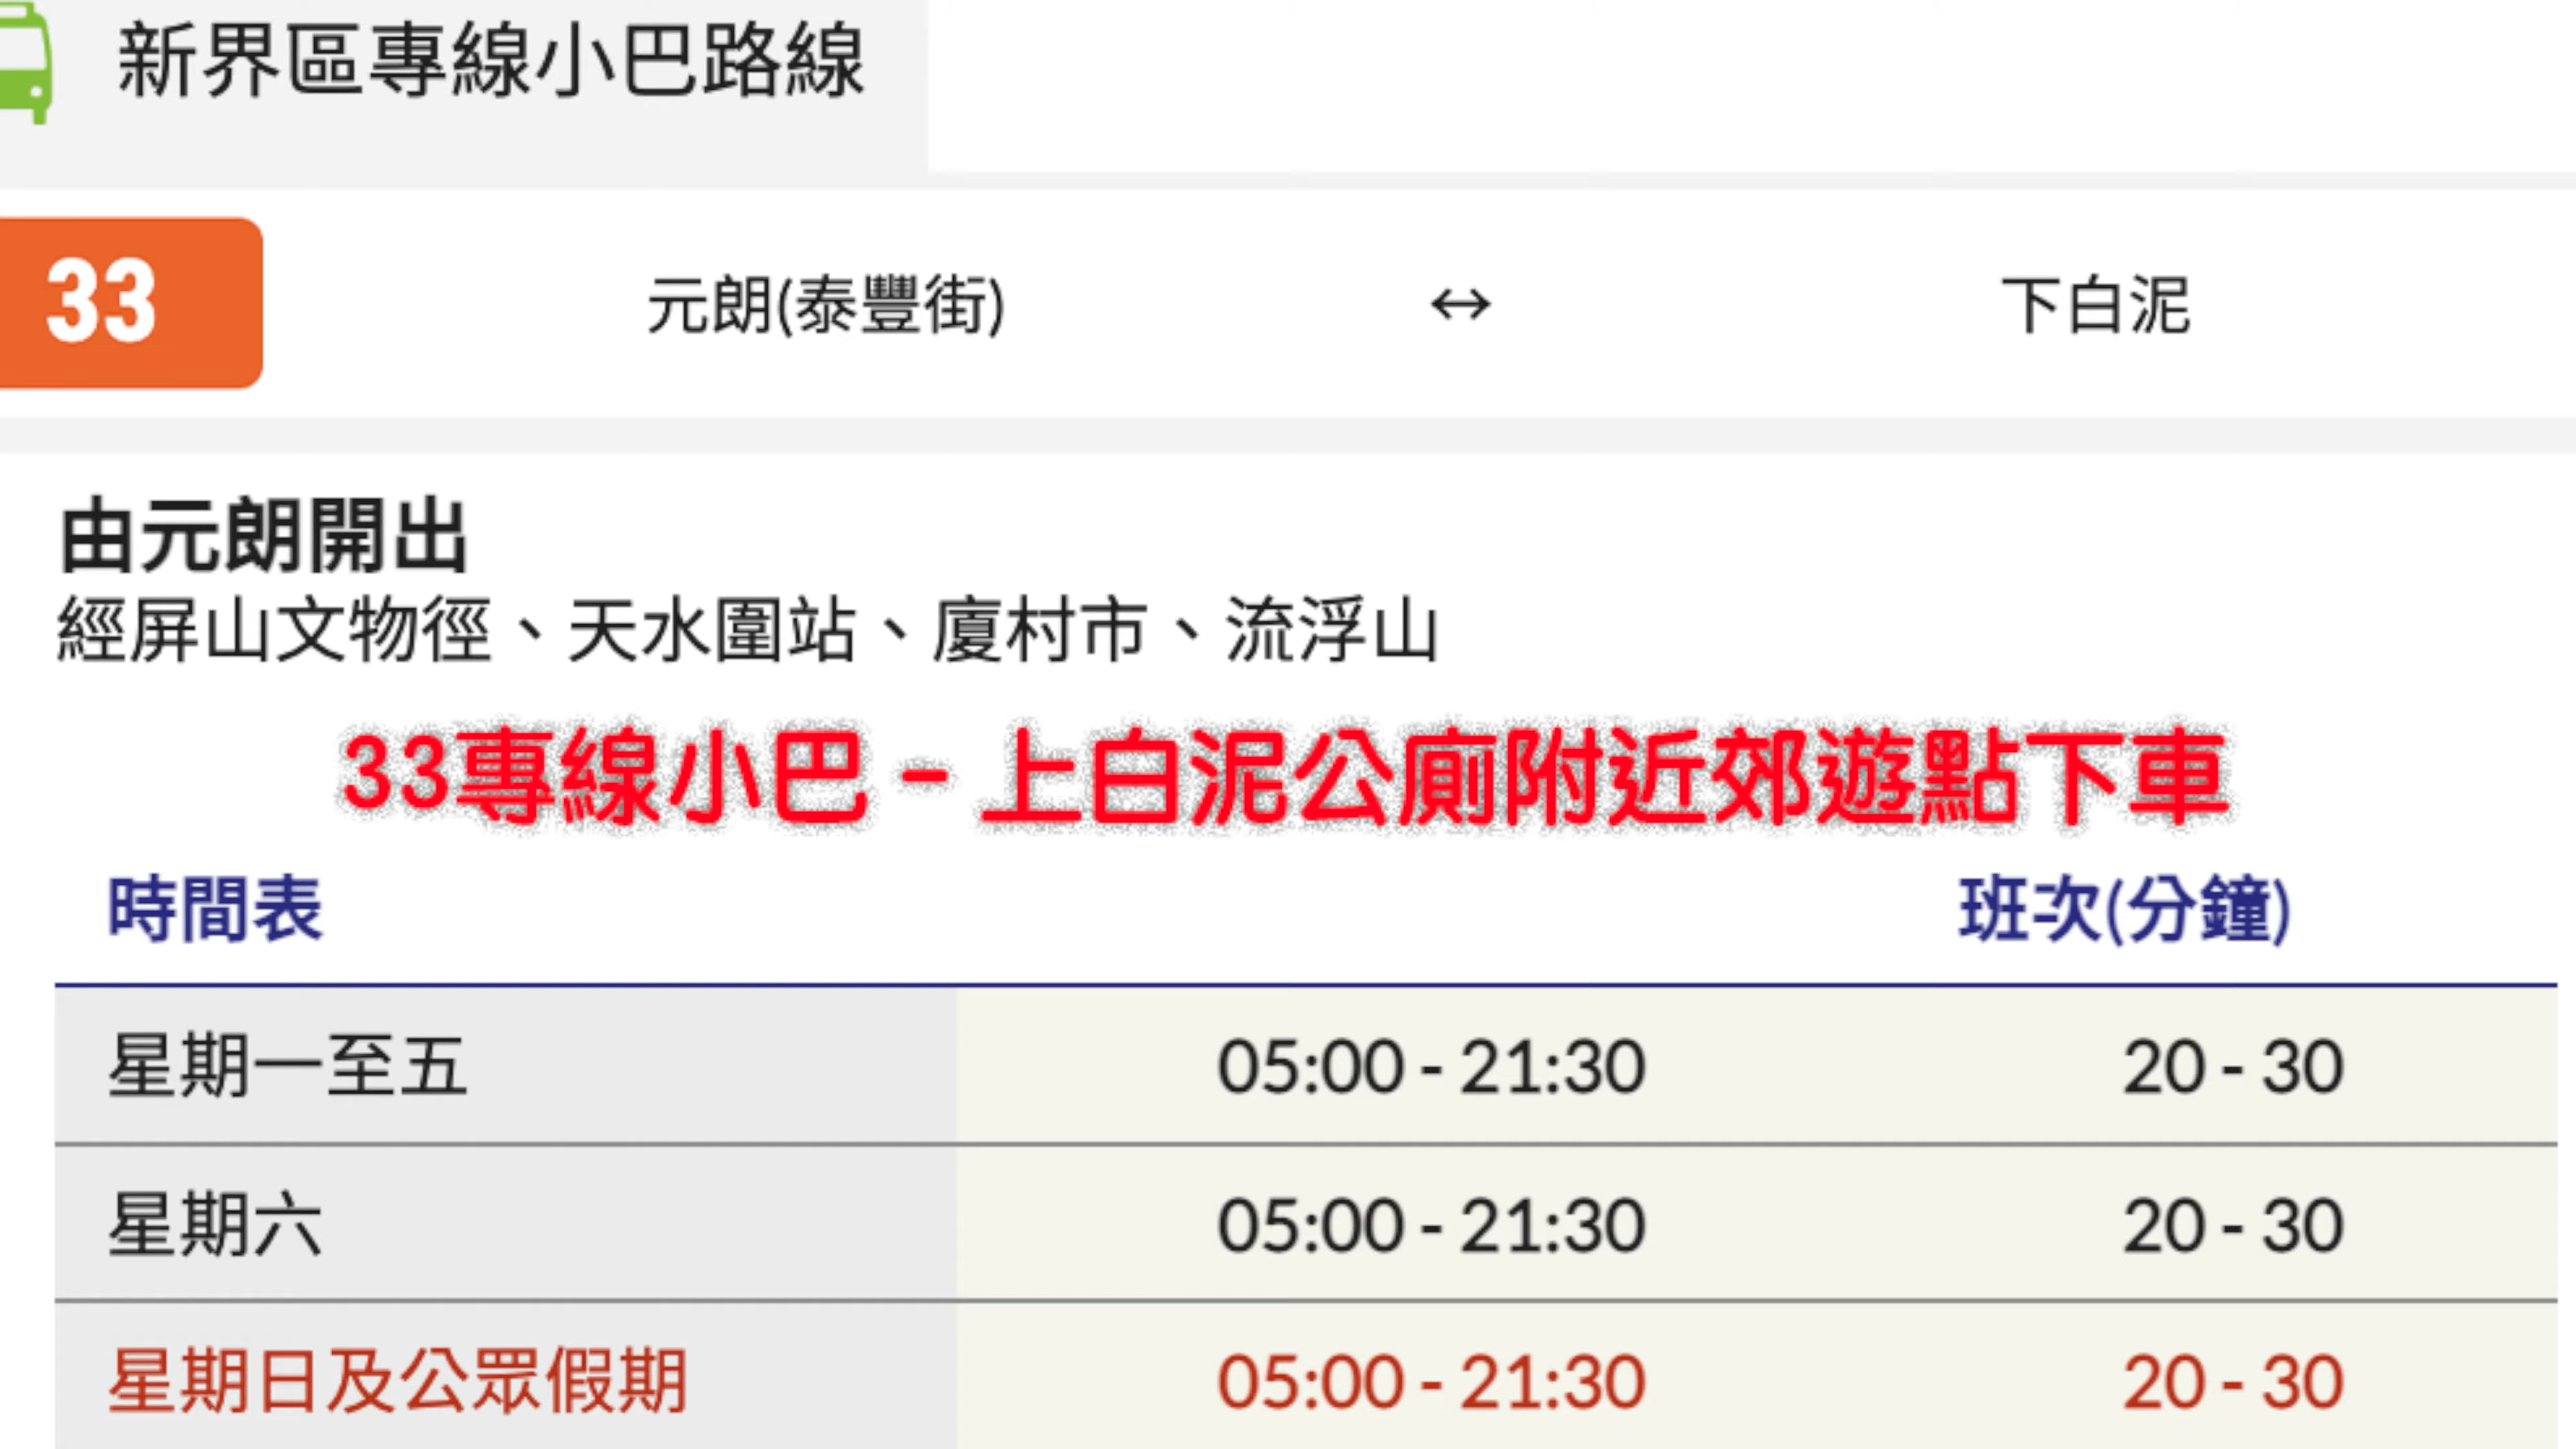 新界區專線小巴路線
33 元朗(泰豐街) ↔ 下白泥
由元朗開出
經屏山文物徑、天水圍站、廈村市、流浮山
33專線小巴 - 上白泥公廁附近郊遊點下車
時間表 班次(分鐘)
星期一至五 05:00 - 21:30 20 - 30
星期六 05:00 - 21:30 20 - 30
星期日及公眾假期 05:00 - 21:30 20 - 30